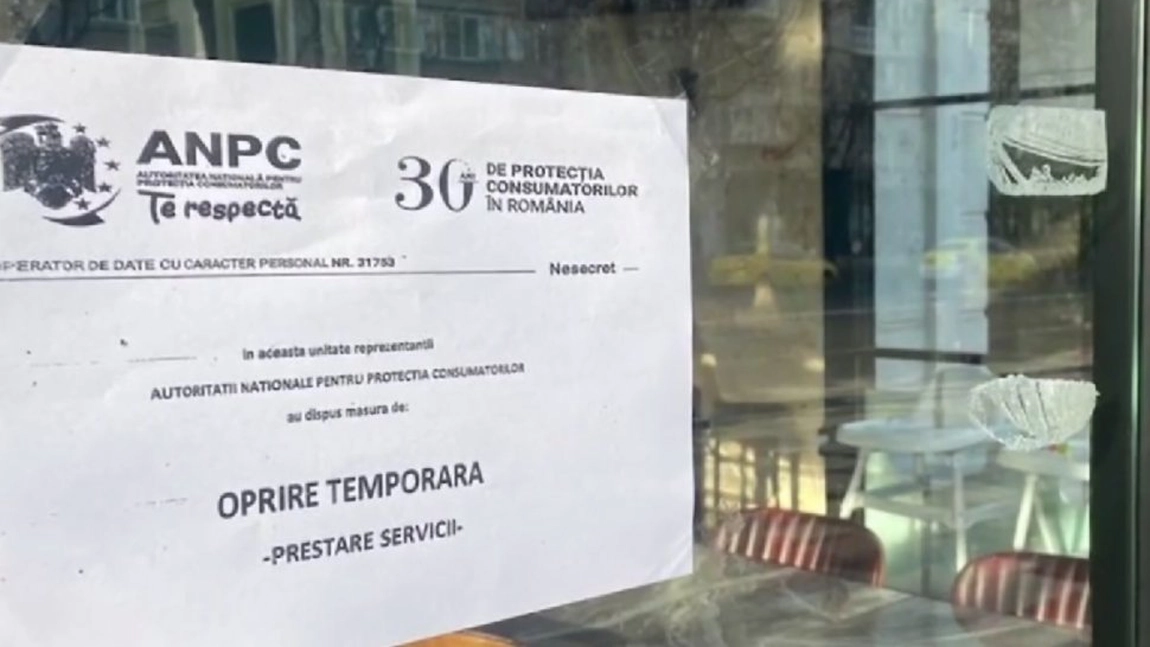 ANPC
AUTORITATEA NAȚIONALĂ PENTRU
PROTECȚIA CONSUMATORILOR
Te respectă
30 ANI
DE PROTECȚIA
CONSUMATORILOR
ÎN ROMÂNIA
OPERATOR DE DATE CU CARACTER PERSONAL NR. 31753
Nesecret
in aceasta unitate reprezentantii
AUTORITATII NATIONALE PENTRU PROTECTIA CONSUMATORILOR
au dispus masura de:
OPRIRE TEMPORARA
-PRESTARE SERVICII-